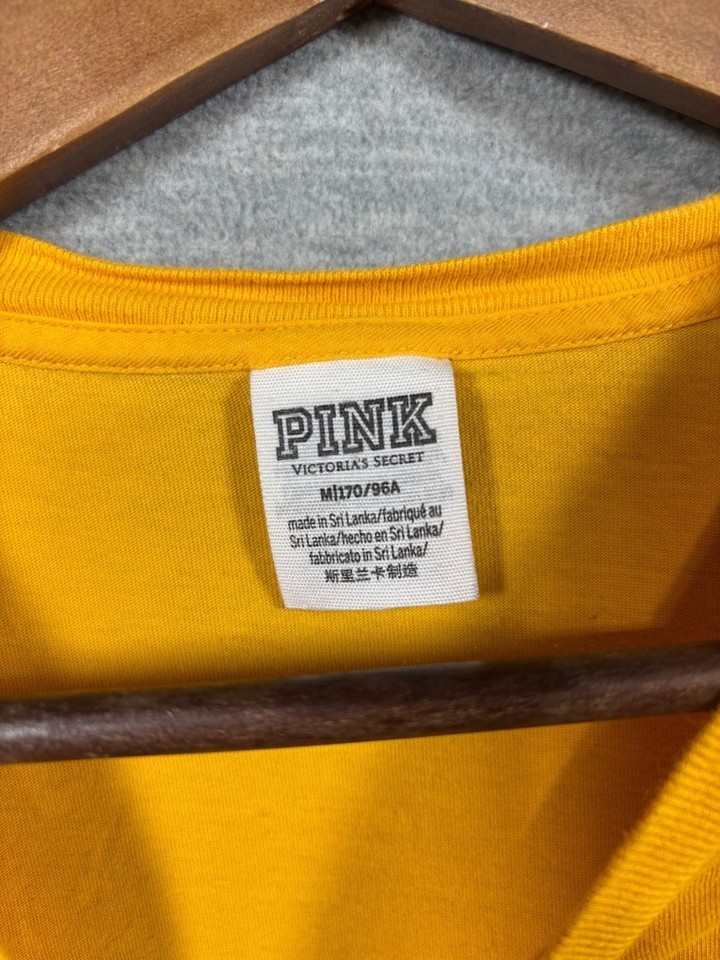 PINK
VICTORIA'S SECRET
M|170/96A
made in Sri Lanka/fabriqué au
Sri Lanka/hecho en Sri Lanka/
fabbricato in Sri Lanka/
斯里兰卡制造